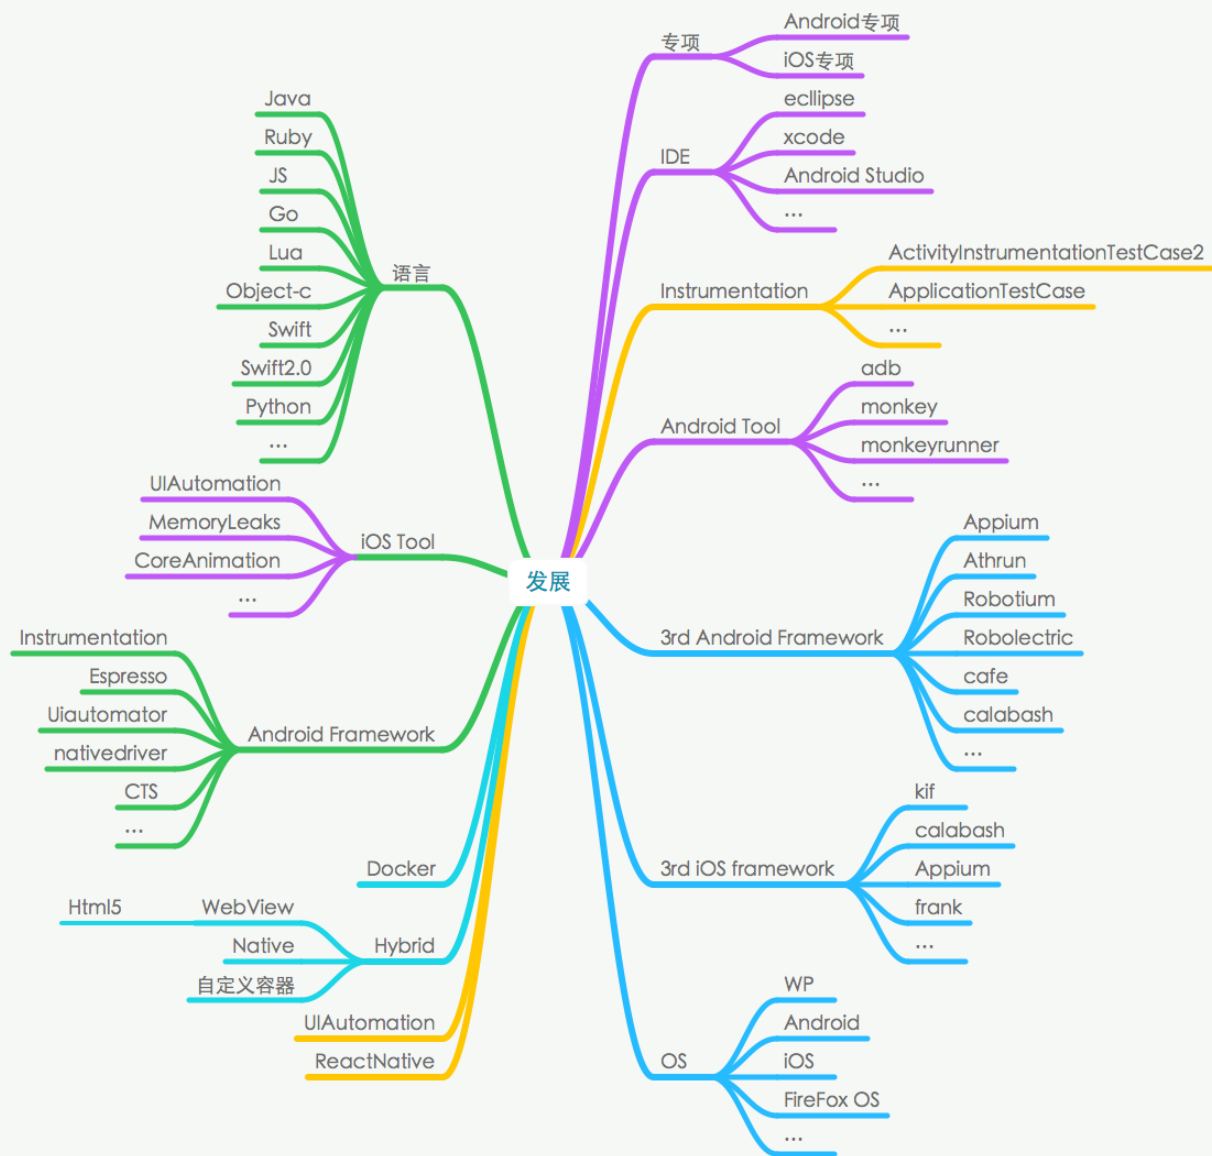 发展
专项
Android专项
iOS专项
IDE
ecllipse
xcode
Android Studio
...
Instrumentation
ActivityInstrumentationTestCase2
ApplicationTestCase
...
Android Tool
adb
monkey
monkeyrunner
...
3rd Android Framework
Appium
Athrun
Robotium
Robolectric
cafe
calabash
...
3rd iOS framework
kif
calabash
Appium
frank
...
OS
WP
Android
iOS
FireFox OS
...
语言
Java
Ruby
JS
Go
Lua
Object-c
Swift
Swift2.0
Python
...
iOS Tool
UIAutomation
MemoryLeaks
CoreAnimation
...
Android Framework
Instrumentation
Espresso
Uiautomator
nativedriver
CTS
...
Docker
Hybrid
WebView
Html5
Native
自定义容器
UIAutomation
ReactNative